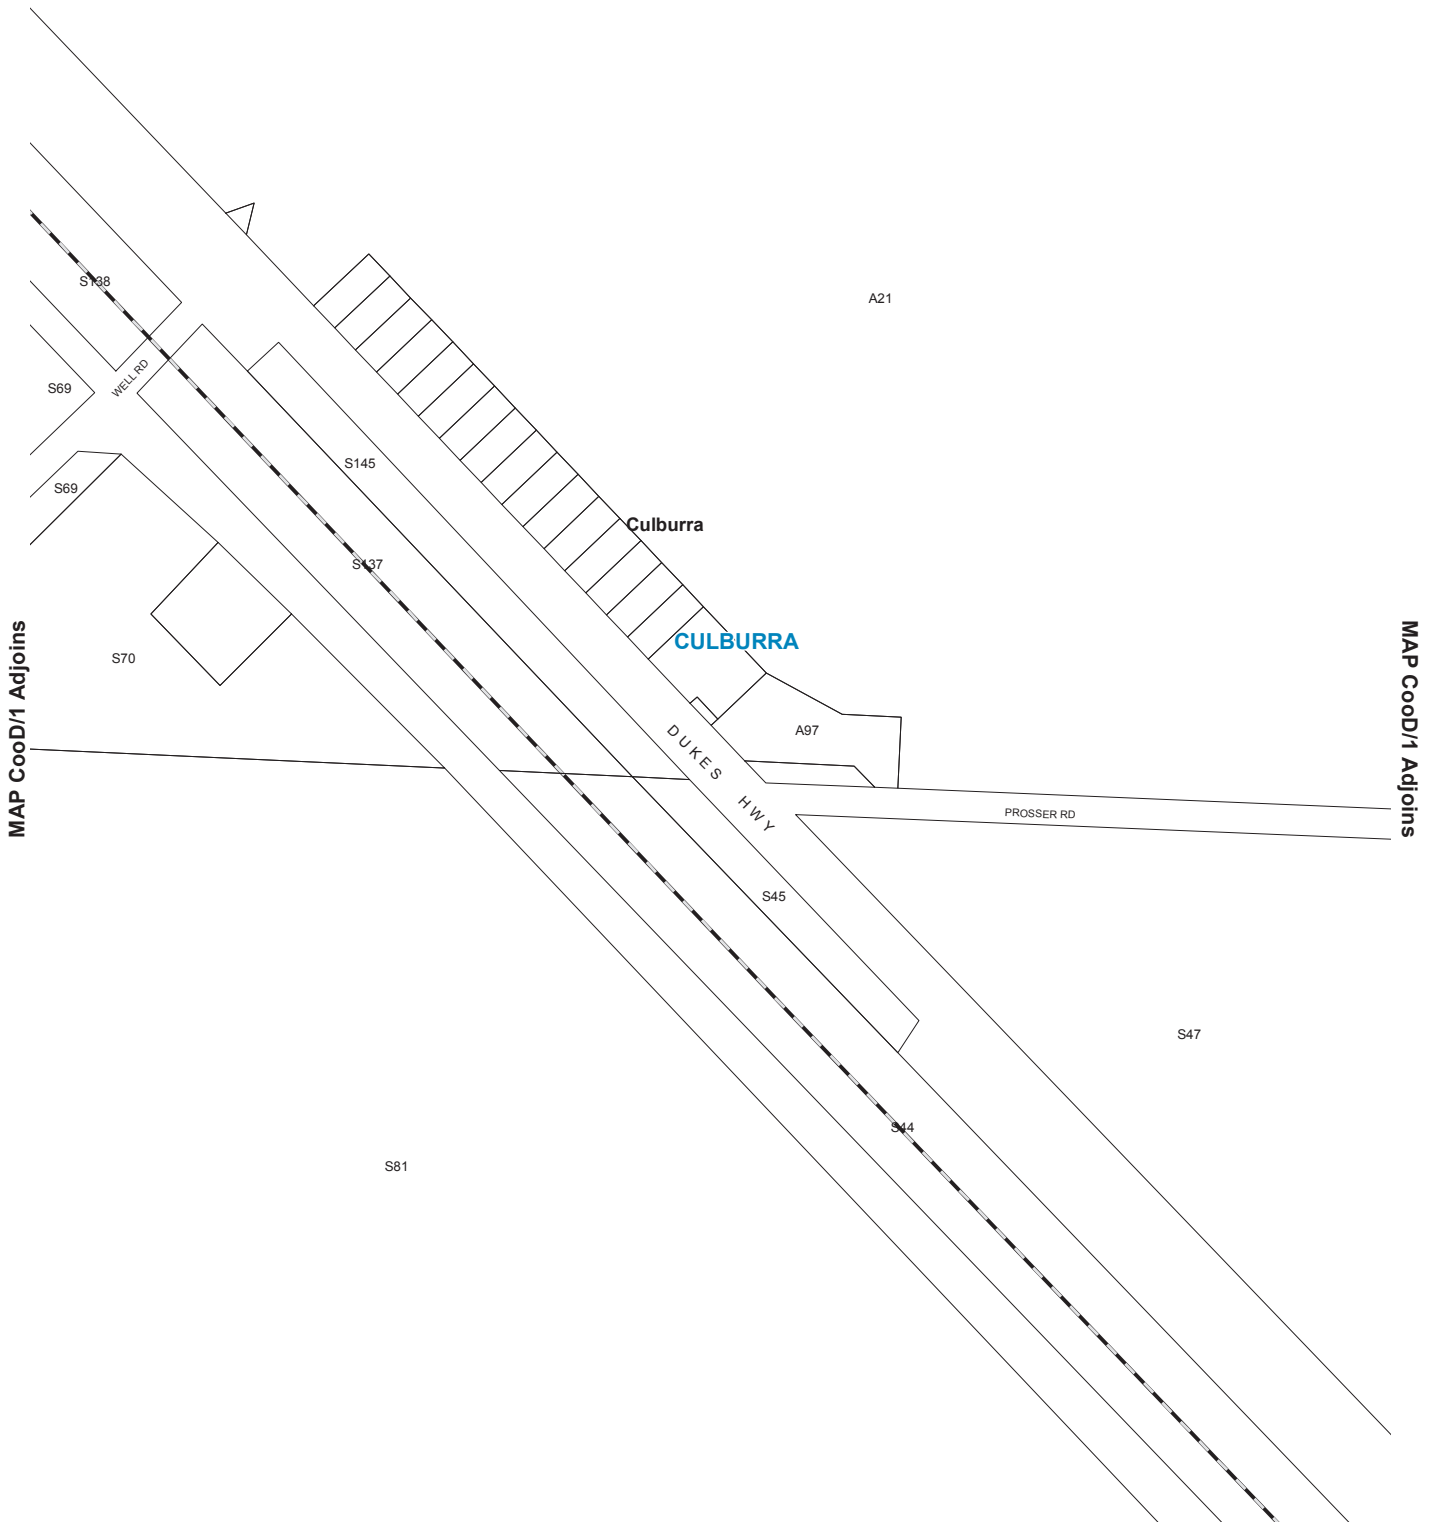 S138
A21
WELL RD
S69
S145
S69
Culburra
S137
CULBURRA
S70
MAP CooD/1 Adjoins
MAP CooD/1 Adjoins
A97
DUKES HWY
PROSSER RD
S45
S47
S44
S81